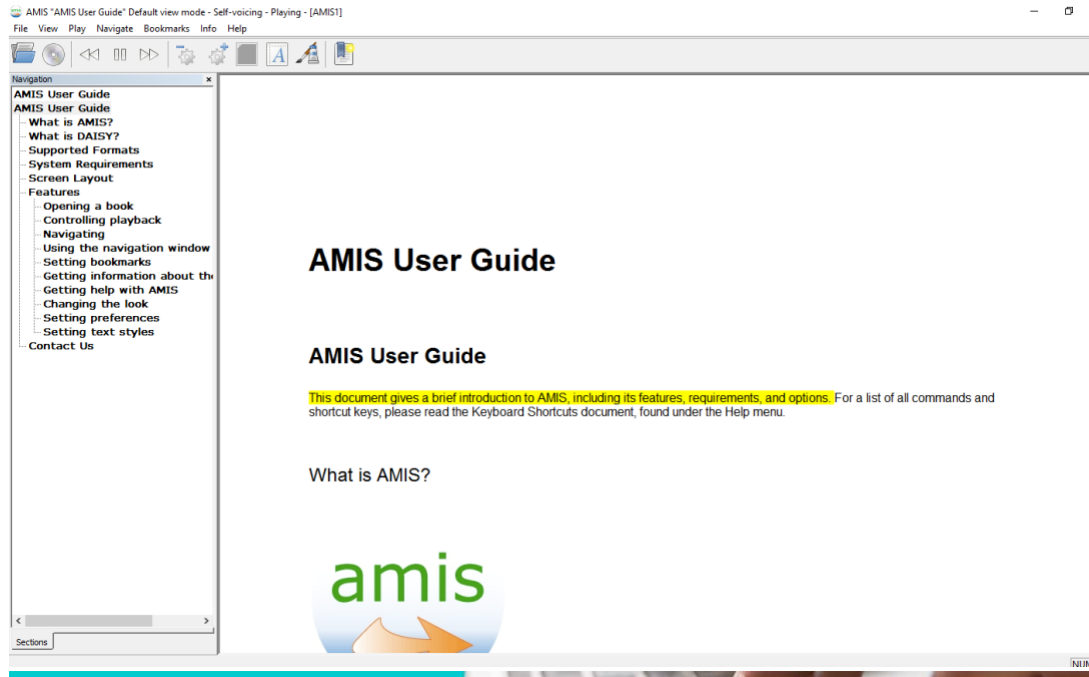 AMIS "AMIS User Guide" Default view mode - Self-voicing - Playing - [AMIS1]
File View Play Navigate Bookmarks Info Help
A
Navigation x
AMIS User Guide
AMIS User Guide
What is AMIS?
What is DAISY?
Supported Formats
System Requirements
Screen Layout
Features
Opening a book
Controlling playback
Navigating
Using the navigation window
Setting bookmarks
Getting information about the
Getting help with AMIS
Changing the look
Setting preferences
Setting text styles
Contact Us
Sections
AMIS User Guide
AMIS User Guide
This document gives a brief introduction to AMIS, including its features, requirements, and options. For a list of all commands and
shortcut keys, please read the Keyboard Shortcuts document, found under the Help menu.
What is AMIS?
amis
NUM